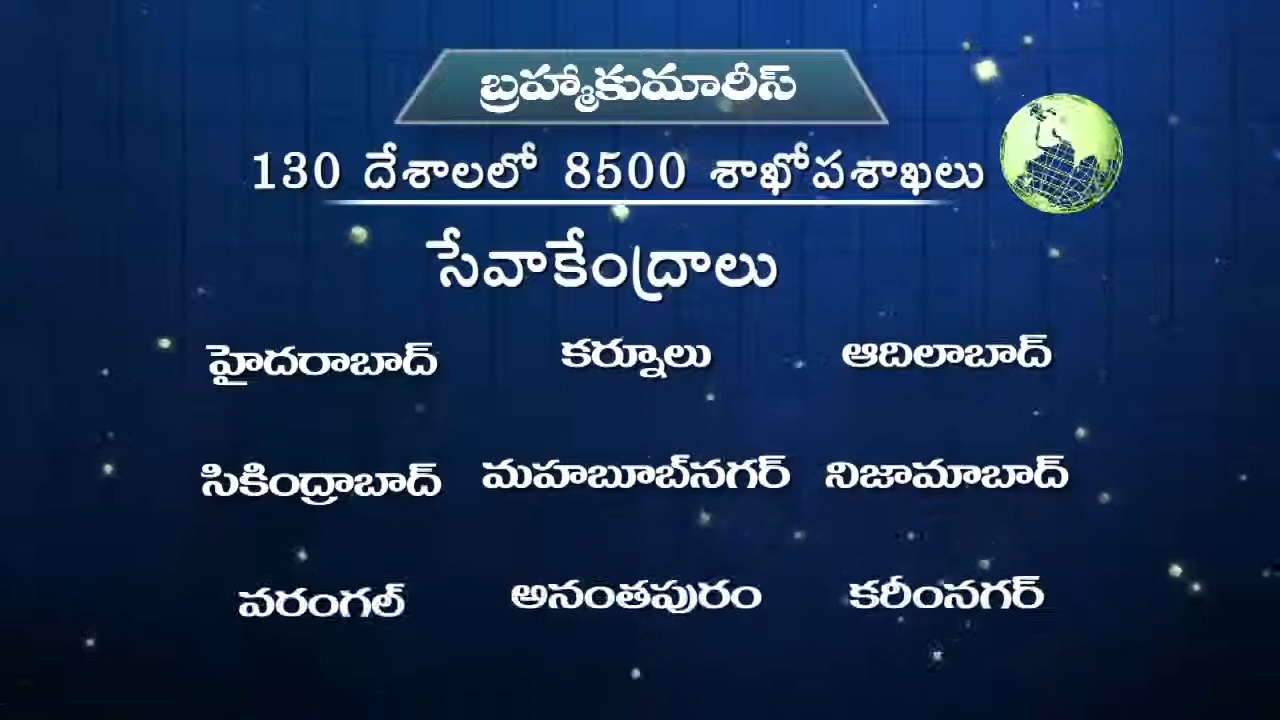 బ్రహ్మాకుమారీస్
130 దేశాలలో 8500 శాఖోపశాఖలు
సేవాకేంద్రాలు
హైదరాబాద్ కర్నూలు ఆదిలాబాద్
సికింద్రాబాద్ మహబూబ్‌నగర్ నిజామాబాద్
వరంగల్ అనంతపురం కరీంనగర్